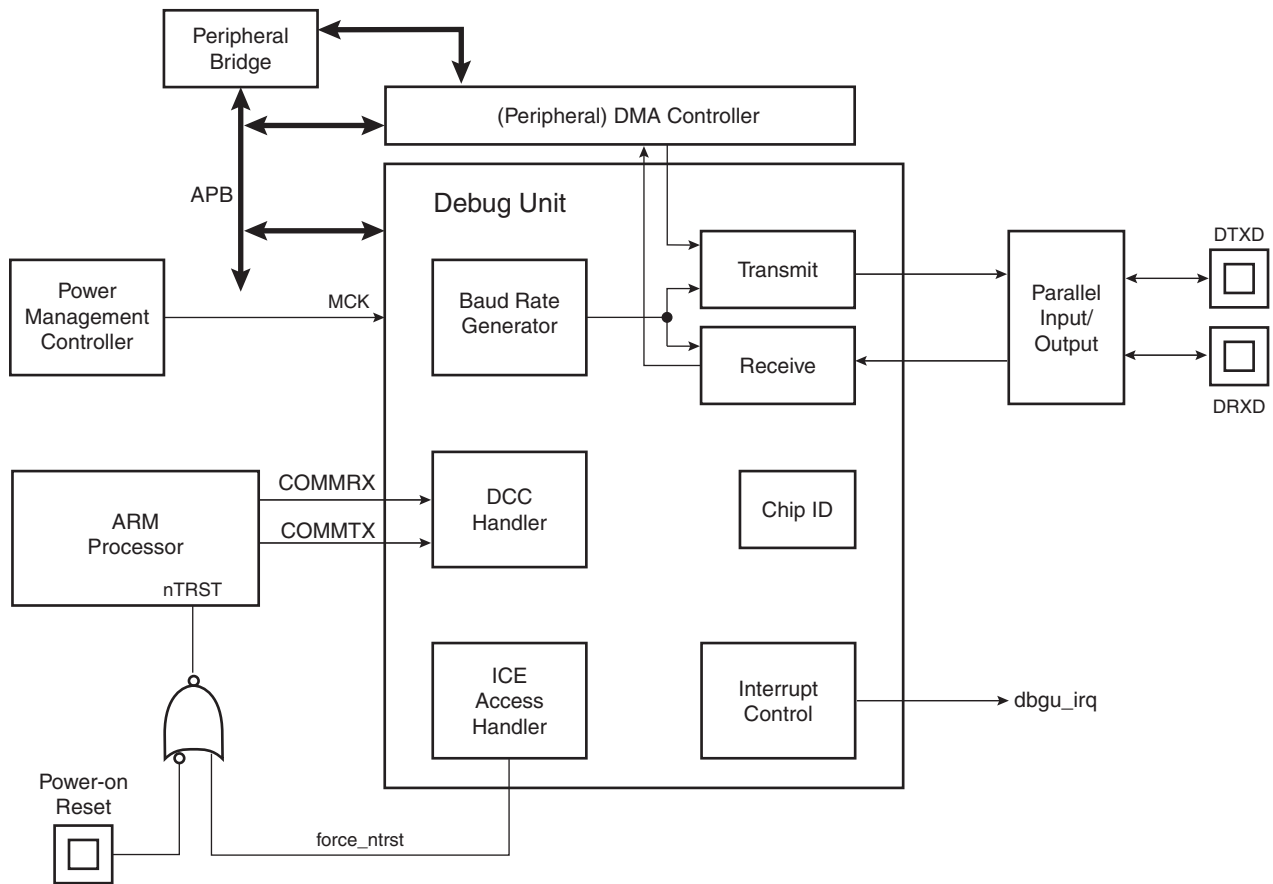 Peripheral
Bridge
(Peripheral) DMA Controller
APB
Debug Unit
Power
Management
Controller
MCK
Baud Rate
Generator
Transmit
Receive
Parallel
Input/
Output
DTXD
DRXD
ARM
Processor
nTRST
COMMRX
COMMTX
DCC
Handler
Chip ID
ICE
Access
Handler
Interrupt
Control
dbgu_irq
Power-on
Reset
force_ntrst